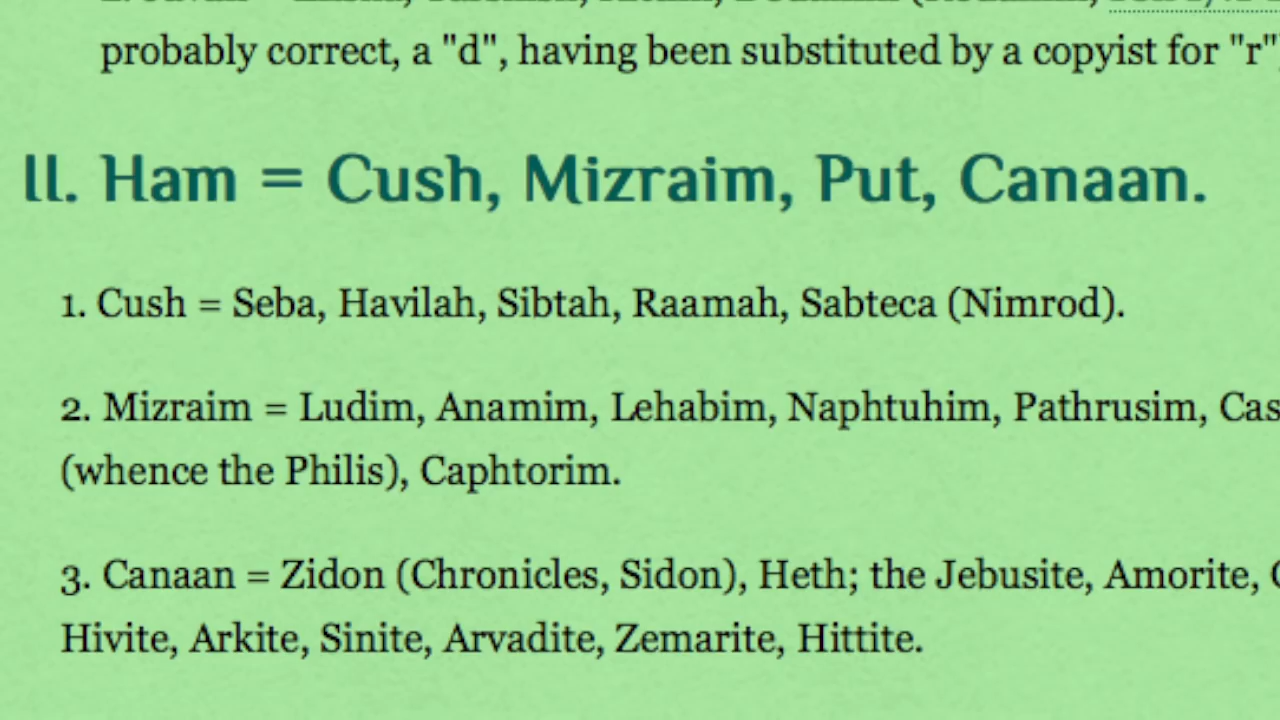 probably correct, a "d", having been substituted by a copyist for "r"
II. Ham = Cush, Mizraim, Put, Canaan.
1. Cush = Seba, Havilah, Sibtah, Raamah, Sabteca (Nimrod).
2. Mizraim = Ludim, Anamim, Lehabim, Naphtuhim, Pathrusim, Cas
(whence the Philis), Caphtorim.
3. Canaan = Zidon (Chronicles, Sidon), Heth; the Jebusite, Amorite,
Hivite, Arkite, Sinite, Arvadite, Zemarite, Hittite.